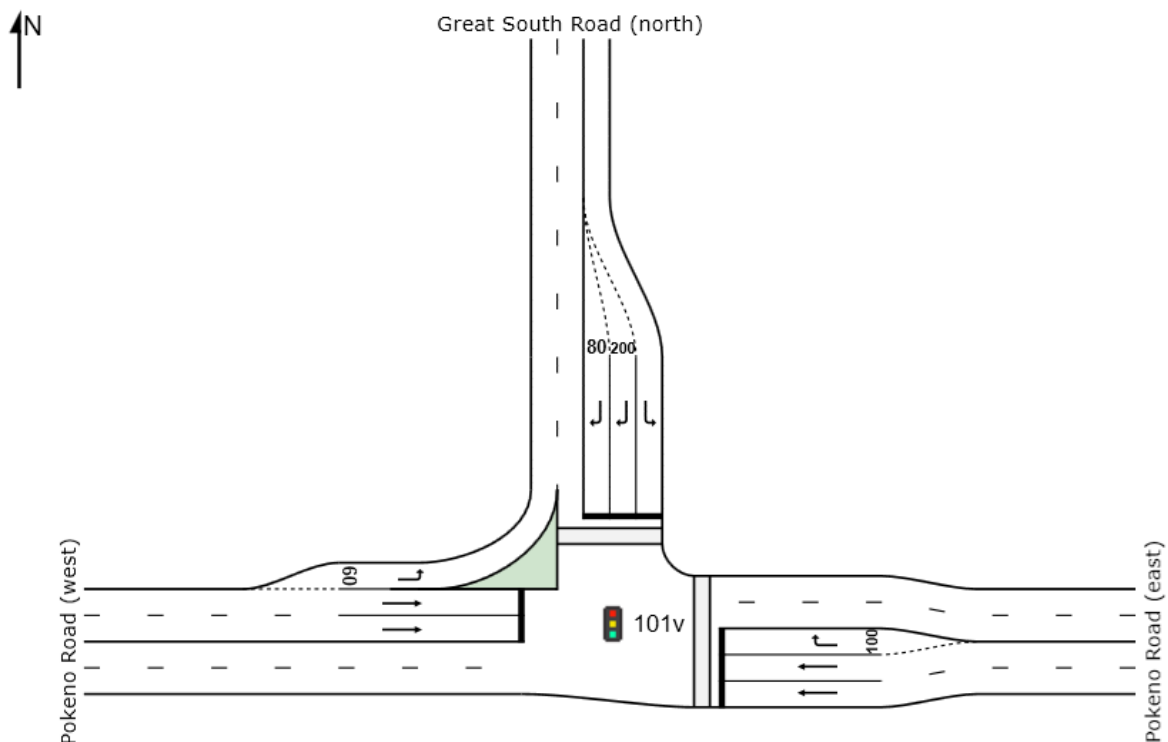 N
Great South Road (north)
80
200
60
Pokeno Road (west)
101v
100
Pokeno Road (east)